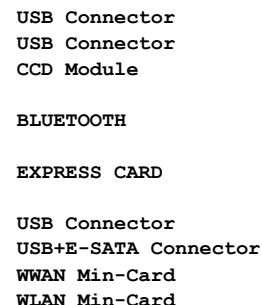 USB Connector
USB Connector
CCD Module
BLUETOOTH
EXPRESS CARD
USB Connector
USB+E-SATA Connector
WWAN Min-Card
WLAN Min-Card